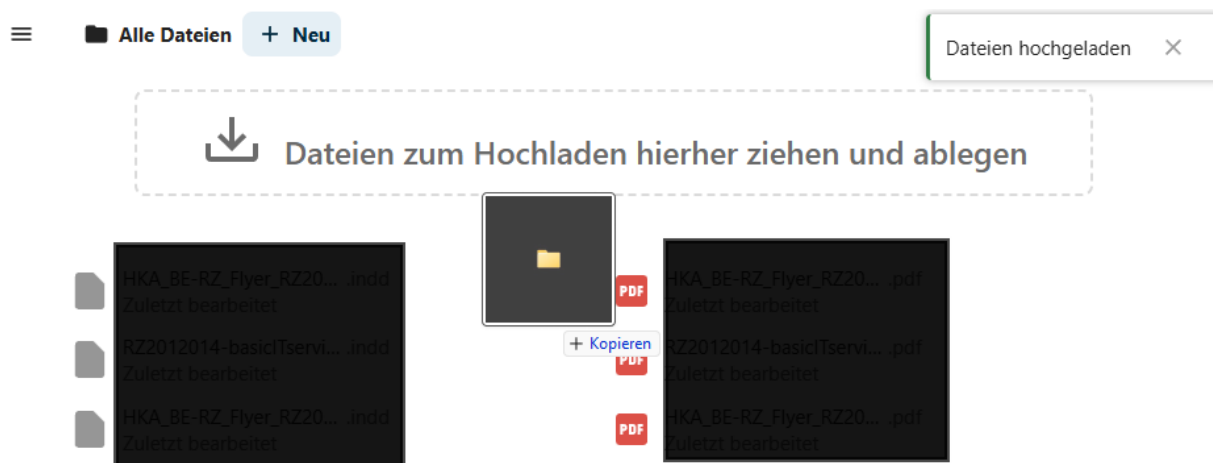 Alle Dateien
+ Neu
Dateien hochgeladen
Dateien zum Hochladen hierher ziehen und ablegen
HKA_BE-RZ_Flyer_RZ20... .indd
Zuletzt bearbeitet
PDF
HKA_BE-RZ_Flyer_RZ20... .pdf
Zuletzt bearbeitet
+ Kopieren
RZ2012014-basicITservi... .indd
Zuletzt bearbeitet
PDF
RZ2012014-basicITservi... .pdf
Zuletzt bearbeitet
HKA_BE-RZ_Flyer_RZ20... .indd
Zuletzt bearbeitet
PDF
HKA_BE-RZ_Flyer_RZ20... .pdf
Zuletzt bearbeitet